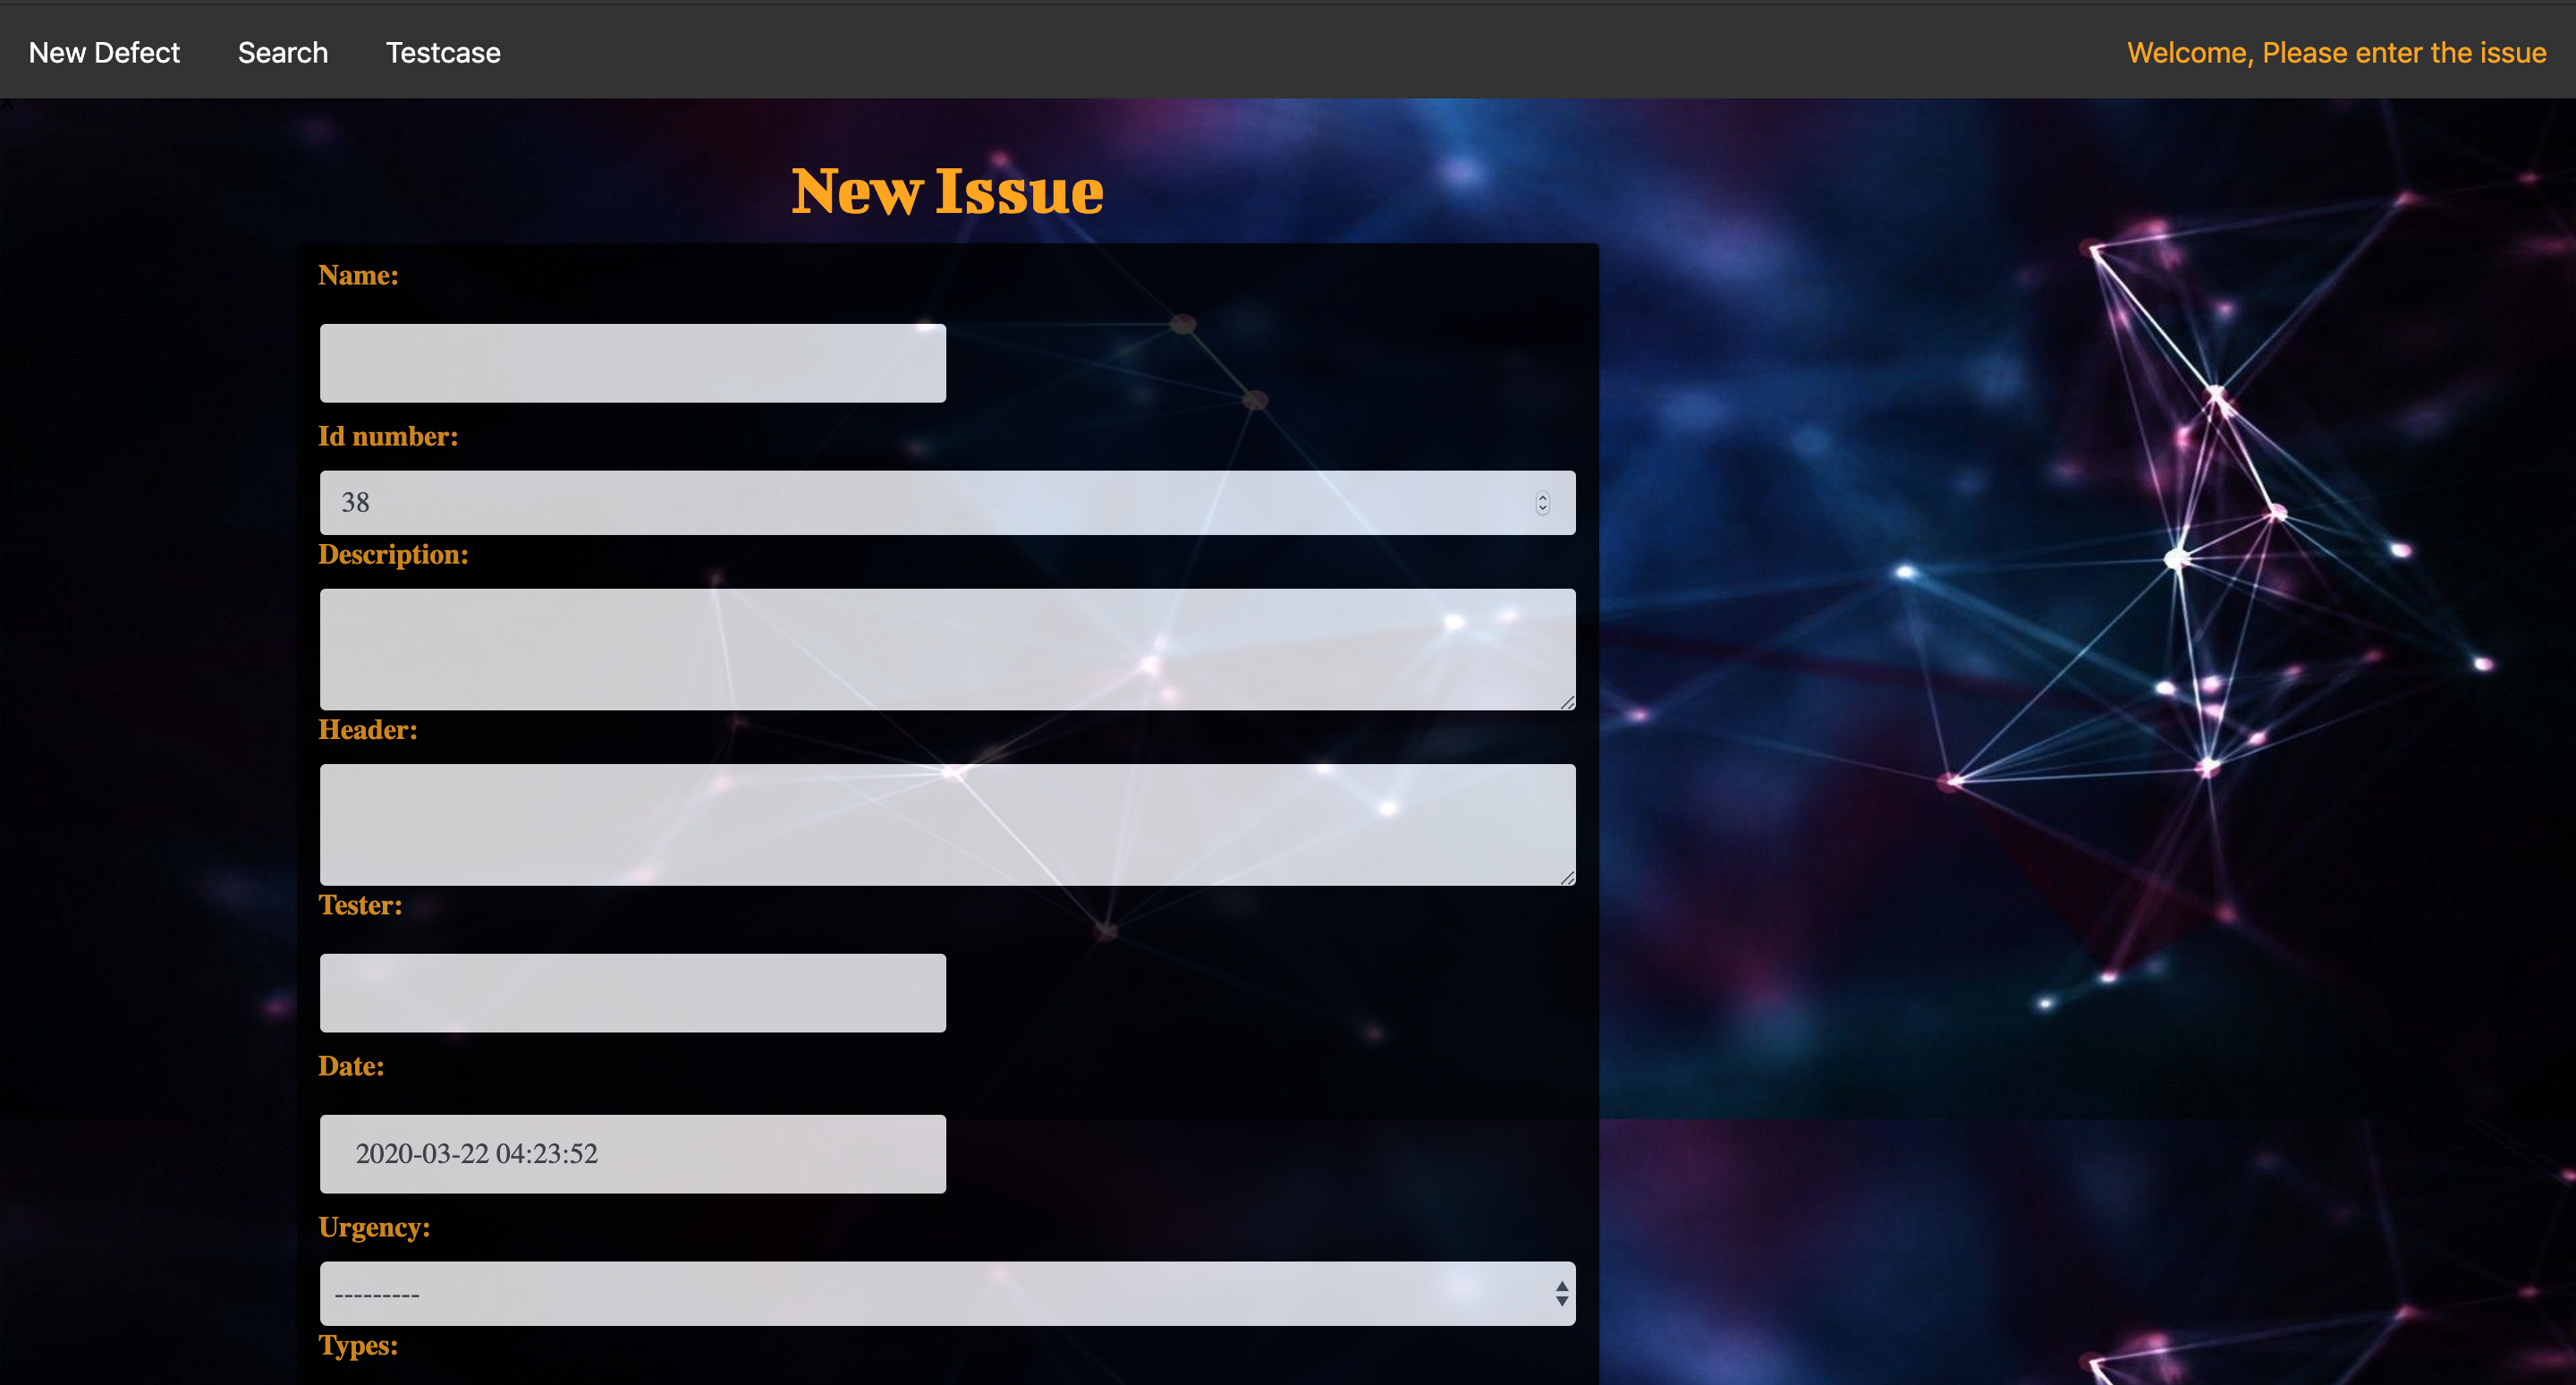 New Defect Search Testcase Welcome, Please enter the issue
x
New Issue
Name:
Id number:
38
Description:
Header:
Tester:
Date:
2020-03-22 04:23:52
Urgency:
---------
Types: